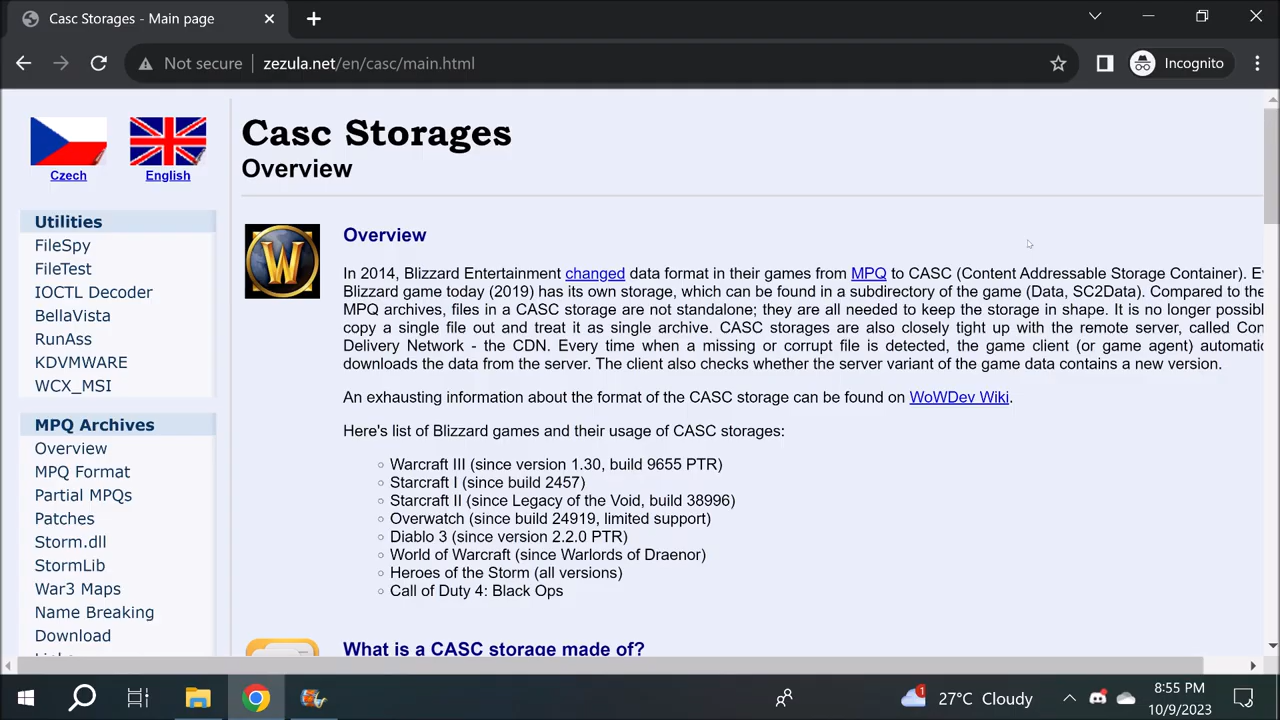 Casc Storages - Main page
Not secure
zezula.net/en/casc/main.html
Incognito
Czech
English
Utilities
FileSpy
FileTest
IOCTL Decoder
BellaVista
RunAss
KDVMWARE
WCX_MSI
MPQ Archives
Overview
MPQ Format
Partial MPQs
Patches
Storm.dll
StormLib
War3 Maps
Name Breaking
Download
Casc Storages
Overview
W
Overview
In 2014, Blizzard Entertainment changed data format in their games from MPQ to CASC (Content Addressable Storage Container).
Blizzard game today (2019) has its own storage, which can be found in a subdirectory of the game (Data, SC2Data). Compared to the
MPQ archives, files in a CASC storage are not standalone; they are all needed to keep the storage in shape. It is no longer
copy a single file out and treat it as single archive. CASC storages are also closely tight up with the remote server, called
Delivery Network - the CDN. Every time when a missing or corrupt file is detected, the game client (or game agent)
downloads the data from the server. The client also checks whether the server variant of the game data contains a new version.
An exhausting information about the format of the CASC storage can be found on WoWDev Wiki.
Here's list of Blizzard games and their usage of CASC storages:
Warcraft III (since version 1.30, build 9655 PTR)
Starcraft I (since build 2457)
Starcraft II (since Legacy of the Void, build 38996)
Overwatch (since build 24919, limited support)
Diablo 3 (since version 2.2.0 PTR)
World of Warcraft (since Warlords of Draenor)
Heroes of the Storm (all versions)
Call of Duty 4: Black Ops
What is a CASC storage made of?
1
27°C Cloudy
8:55 PM
10/9/2023